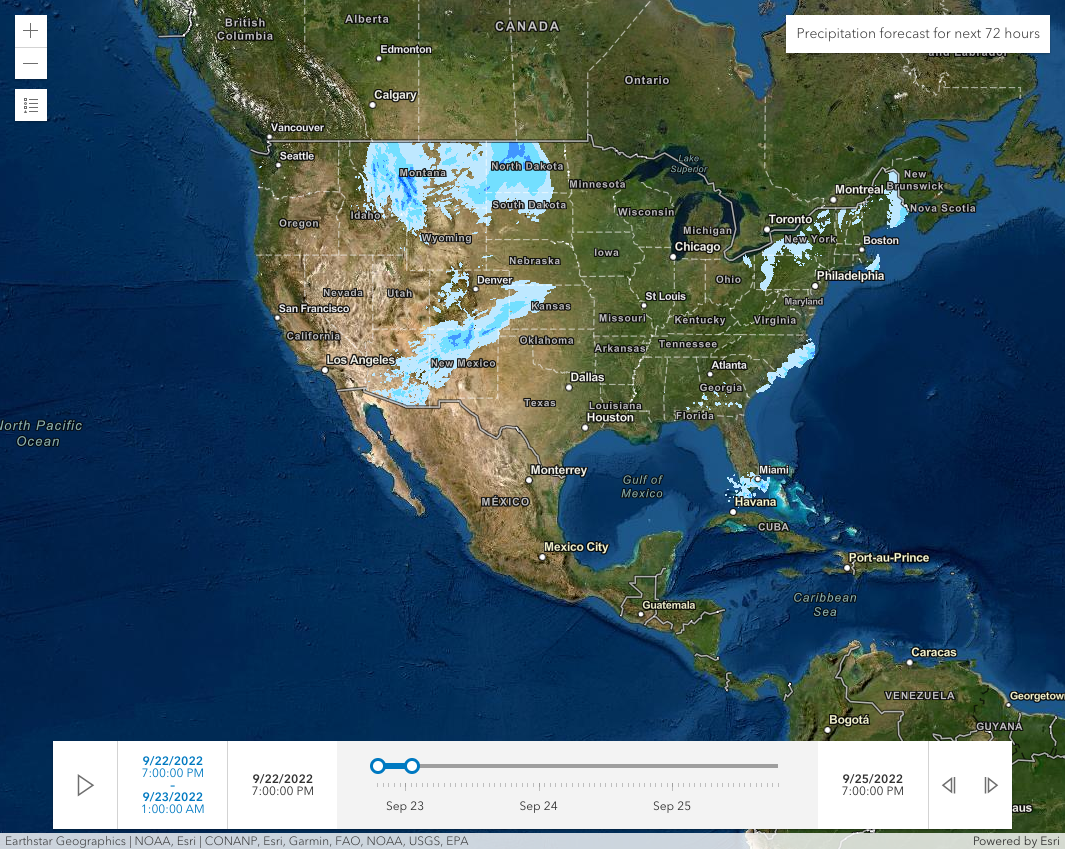 Precipitation forecast for next 72 hours
British
Columbia
Alberta
CANADA
Edmonton
and Labrador
Ontario
Calgary
Vancouver
Seattle
Lake
Superior
Montana
North Dakota
Minnesota
New
Brunswick
Montreal
Nova Scotia
Idaho
South Dakota
Wisconsin
Oregon
Toronto
Michigan
Wyoming
Chicago
New York
Boston
Iowa
Nebraska
Philadelphia
Ohio
Denver
Nevada
Utah
St Louis
Maryland
San Francisco
Kansas
Missouri
Kentucky
Virginia
California
Oklahoma
Arkansas
Tennessee
Los Angeles
New Mexico
Atlanta
Dallas
Georgia
Texas
Louisiana
Houston
Florida
North Pacific
Ocean
Monterrey
Miami
Gulf of
Mexico
MÉXICO
Havana
CUBA
Mexico City
Port-au-Prince
Caribbean
Sea
Guatemala
Caracas
VENEZUELA
Georgetow
Bogotá
GUYANA
9/22/2022
7:00:00 PM
–
9/23/2022
1:00:00 AM
9/22/2022
7:00:00 PM
Sep 23
Sep 24
Sep 25
9/25/2022
7:00:00 PM
aus
Earthstar Geographics | NOAA, Esri | CONANP, Esri, Garmin, FAO, NOAA, USGS, EPA
Powered by Esri